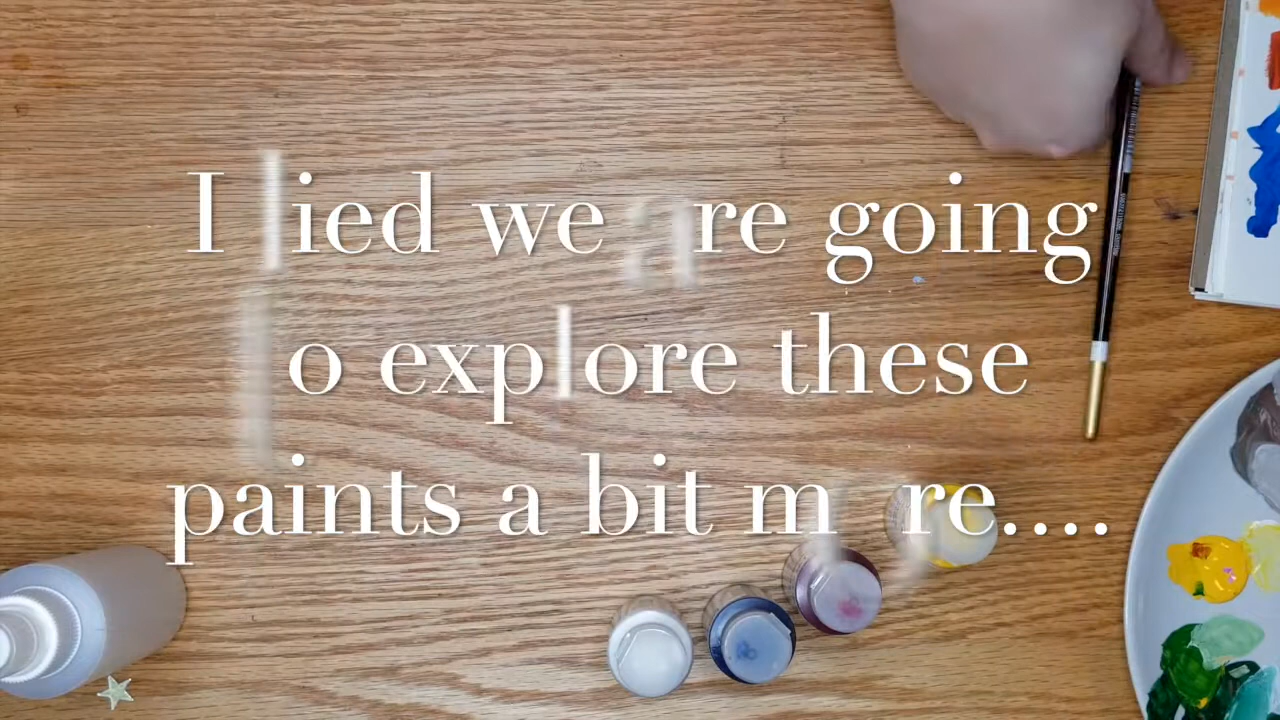 I lied we are going
to explore these
paints a bit more....